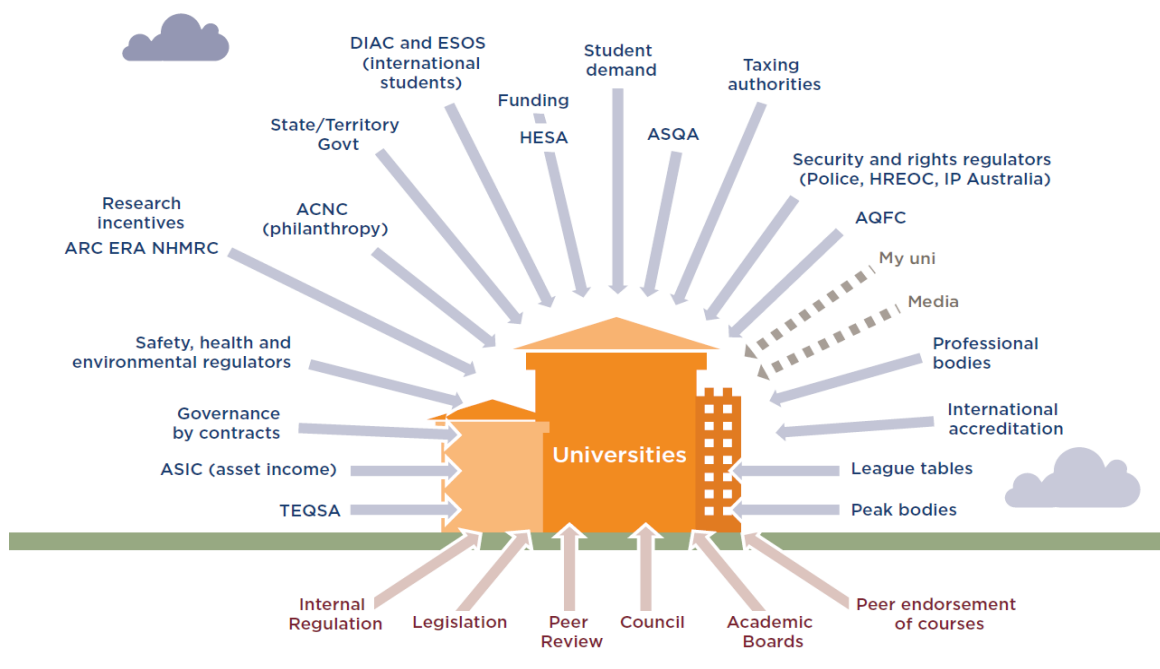 DIAC and ESOS
(international
students)
Student
demand
Taxing
authorities
Funding
HESA
ASQA
State/Territory
Govt
Security and rights regulators
(Police, HREOC, IP Australia)
Research
incentives
ARC ERA NHMRC
ACNC
(philanthropy)
AQFC
My uni
Media
Safety, health and
environmental regulators
Professional
bodies
Governance
by contracts
International
accreditation
Universities
ASIC (asset income)
League tables
TEQSA
Peak bodies
Internal
Regulation
Legislation
Peer
Review
Council
Academic
Boards
Peer endorsement
of courses